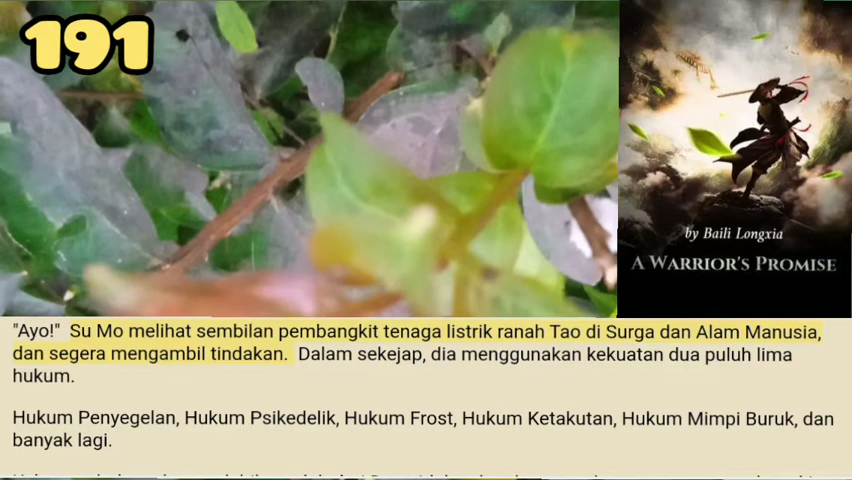 191
by Baili Longxia
A WARRIOR'S PROMISE
"Ayo!" Su Mo melihat sembilan pembangkit tenaga listrik ranah Tao di Surga dan Alam Manusia,
dan segera mengambil tindakan. Dalam sekejap, dia menggunakan kekuatan dua puluh lima
hukum.
Hukum Penyegelan, Hukum Psikedelik, Hukum Frost, Hukum Ketakutan, Hukum Mimpi Buruk, dan
banyak lagi.